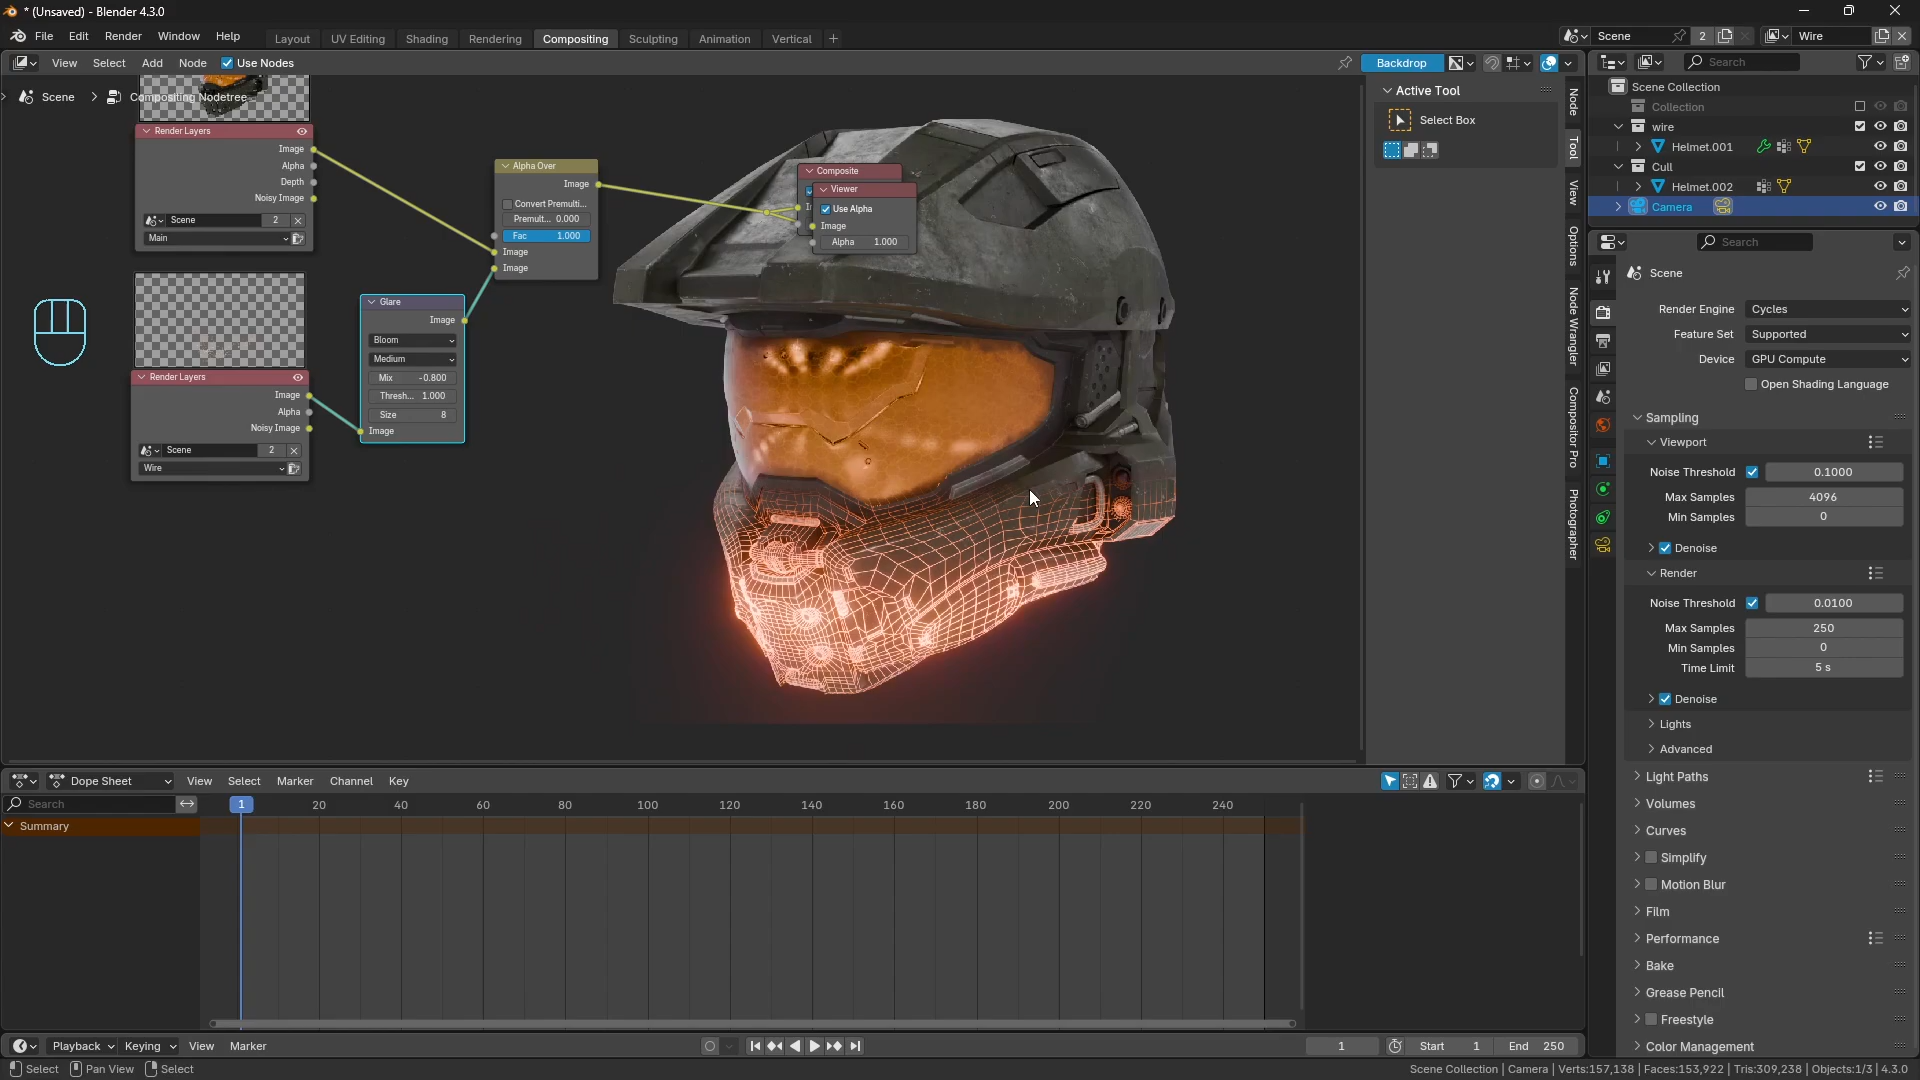 * (Unsaved) - Blender 4.3.0
File Edit Render Window Help
Layout UV Editing Shading Rendering Compositing Sculpting Animation Vertical +
Scene 2 Wire
View Select Add Node Use Nodes
Backdrop
Scene > Compositing Nodetree
Render Layers
Image
Alpha
Depth
Noisy Image
Scene 2
Main
Render Layers
Image
Alpha
Noisy Image
Scene 2
Wire
Glare
Image
Bloom
Medium
Mix -0.800
Thresh... 1.000
Size 8
Image
Alpha Over
Image
Convert Premulti...
Premult... 0.000
Fac 1.000
Image
Image
Composite
Viewer
Use Alpha
Image
Alpha 1.000
Active Tool
Select Box
Node
Tool
View
Options
Node Wrangler
Compositor Pro
Photographer
Search
Scene Collection
Collection
wire
Helmet.001
Cull
Helmet.002
Camera
Search
Scene
Render Engine Cycles
Feature Set Supported
Device GPU Compute
Open Shading Language
Sampling
Viewport
Noise Threshold 0.1000
Max Samples 4096
Min Samples 0
Denoise
Render
Noise Threshold 0.0100
Max Samples 250
Min Samples 0
Time Limit 5 s
Denoise
Lights
Advanced
Light Paths
Volumes
Curves
Simplify
Motion Blur
Film
Performance
Bake
Grease Pencil
Freestyle
Color Management
Dope Sheet View Select Marker Channel Key
Search
1 20 40 60 80 100 120 140 160 180 200 220 240
Summary
Playback Keying View Marker
1 Start 1 End 250
Select Pan View Select
Scene Collection | Camera | Verts:157,138 | Faces:153,922 | Tris:309,238 | Objects:1/3 | 4.3.0